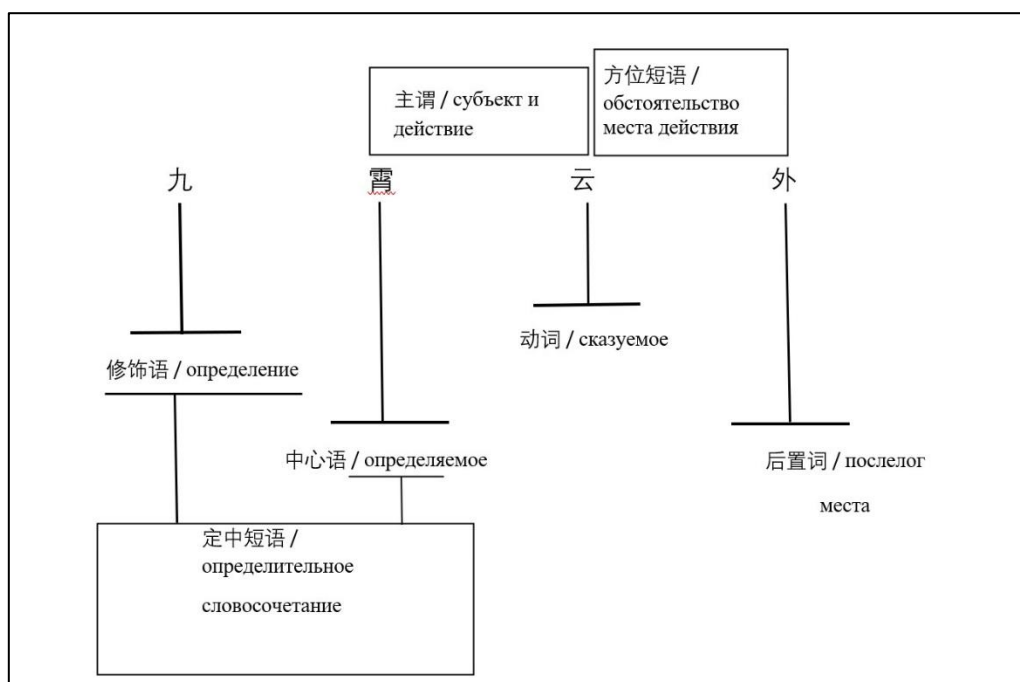 主谓 / субъект и
действие
方位短语 /
обстоятельство
места действия
九
霄
云
外
动词 / сказуемое
修饰语 / определение
中心语 / определяемое
后置词 / послелог
места
定中短语 /
определительное
словосочетание